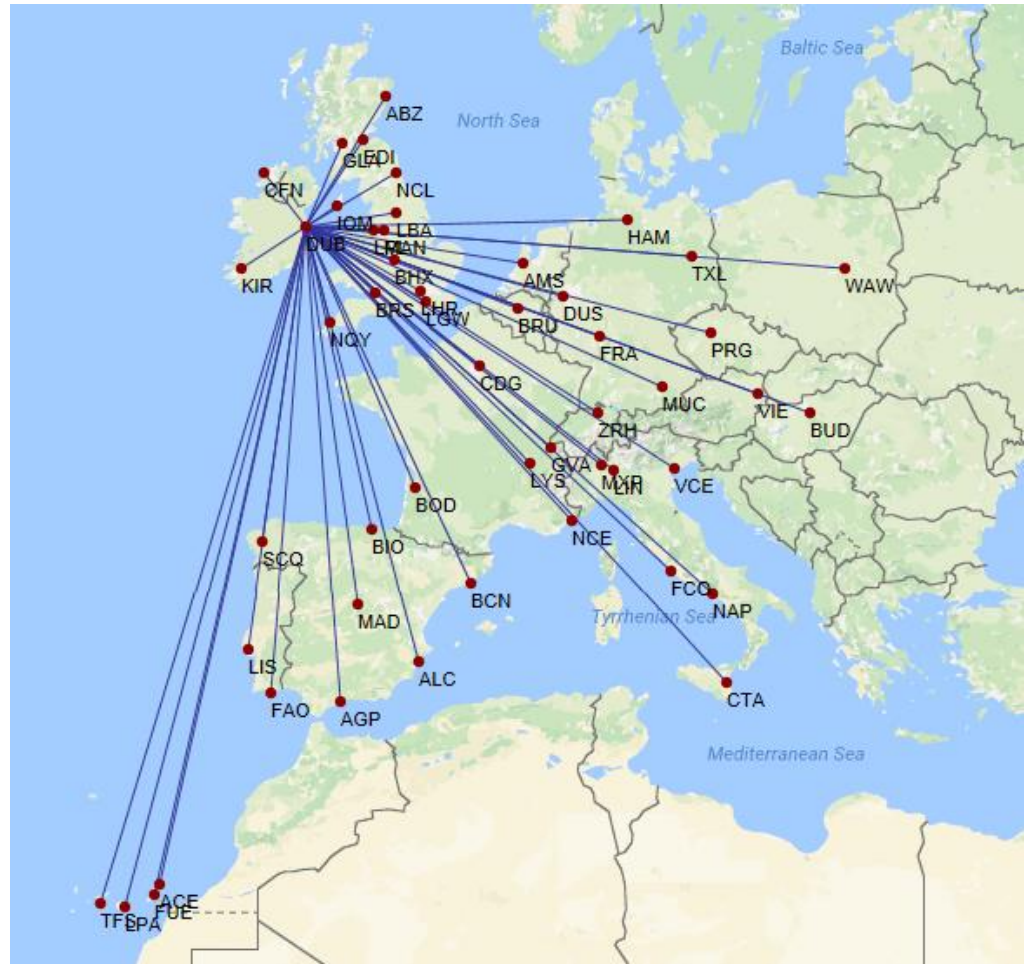 Baltic Sea
ABZ
North Sea
EDI
GLA
CFN
NCL
IOM
LBA
DUB
MAN
HAM
TXL
KIR
BHX
AMS
WAW
BRS
LHR
DUS
LGW
BRU
NQY
PRG
FRA
CDG
MUC
VIE
ZRH
BUD
GVA
LYS
MXP
LIN
VCE
BOD
NCE
BIO
SCQ
BCN
FCO
NAP
MAD
Tyrrhenian Sea
LIS
ALC
CTA
FAO
AGP
Mediterranean Sea
ACE
FUE
TFS
LPA